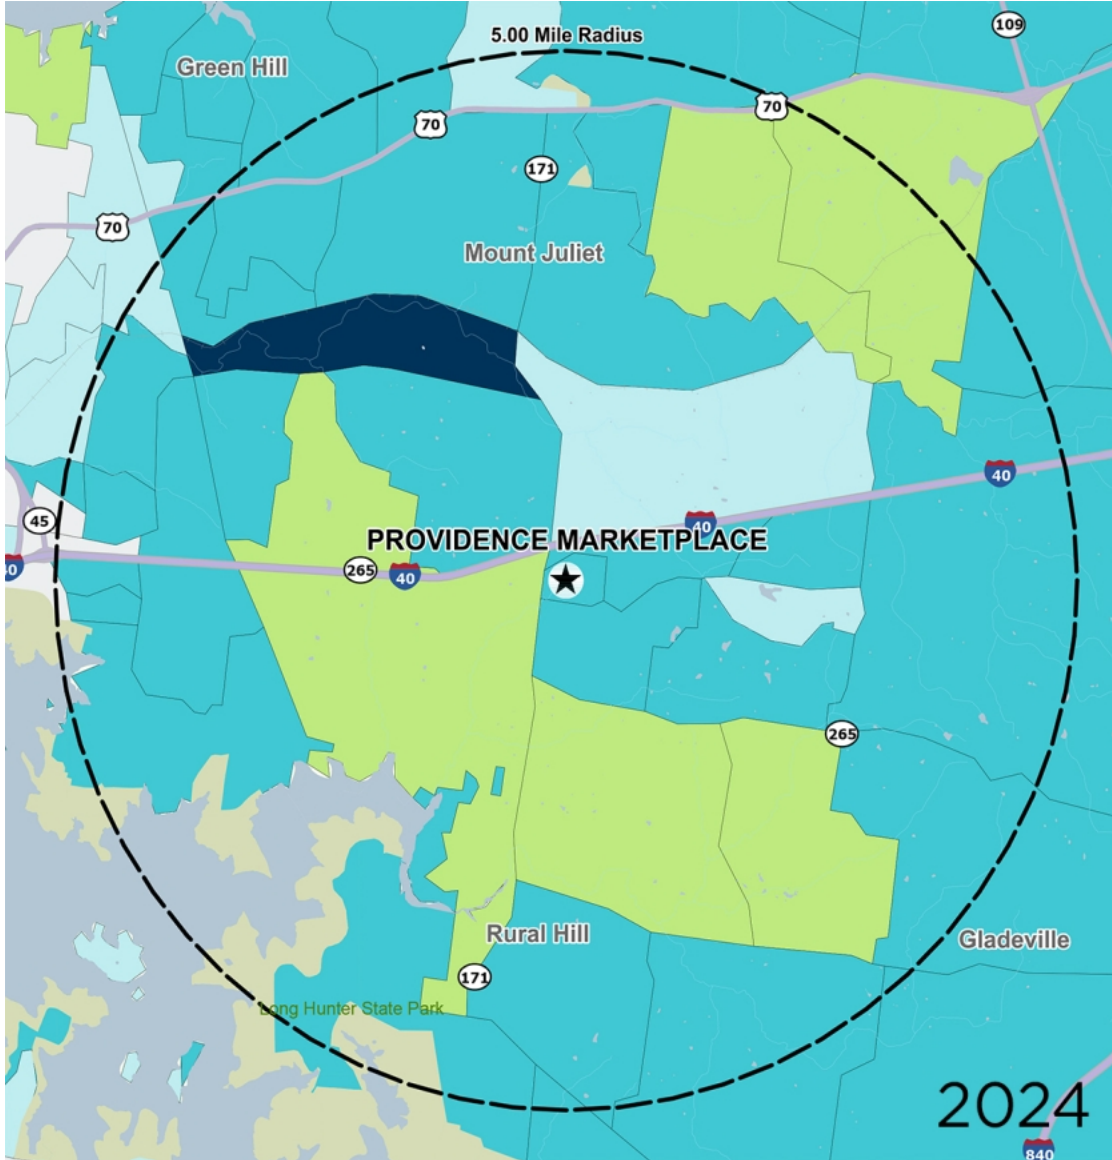 109
5.00 Mile Radius
Green Hill
70
70
171
70
Mount Juliet
40
45
40
PROVIDENCE MARKETPLACE
40
265
40
265
Rural Hill
Gladeville
171
Long Hunter State Park
2024
840